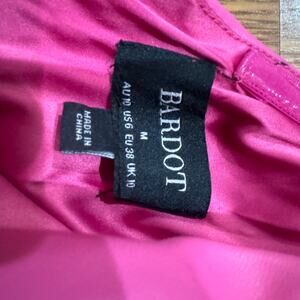 BARDOT
M
AU 10 US 6 EU 38 UK 10
MADE IN
CHINA